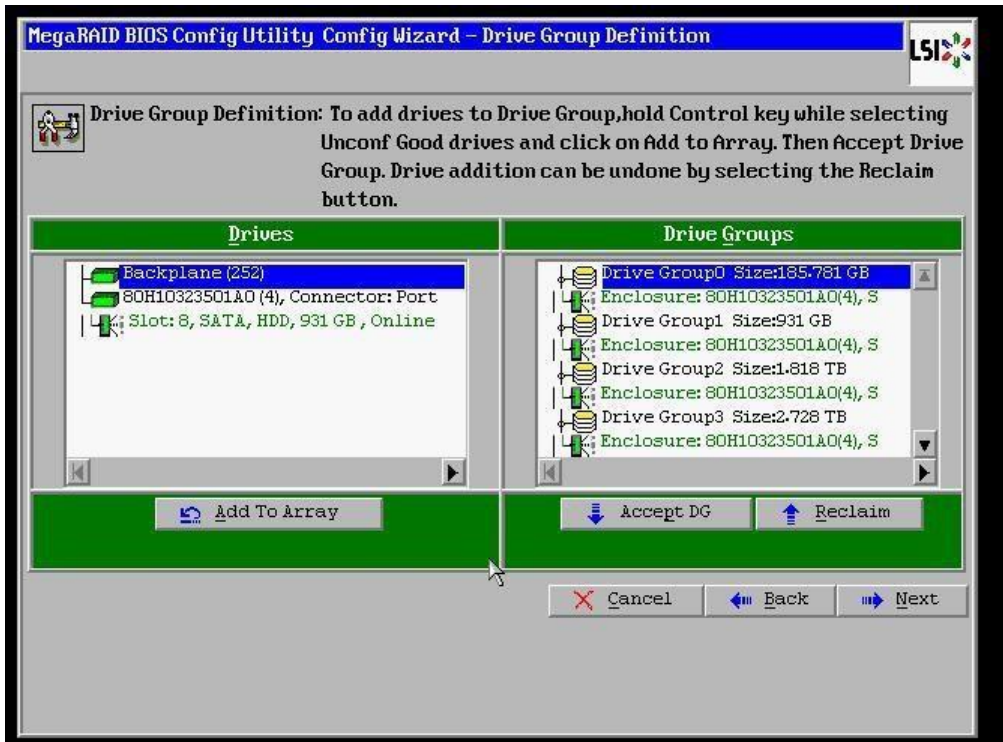 MegaRAID BIOS Config Utility Config Wizard - Drive Group Definition
LSI
Drive Group Definition: To add drives to Drive Group,hold Control key while selecting
Unconf Good drives and click on Add to Array. Then Accept Drive
Group. Drive addition can be undone by selecting the Reclaim
button.
Drives
Backplane (252)
80H10323501A0 (4), Connector: Port
Slot: 8, SATA, HDD, 931 GB , Online
Add To Array
Drive Groups
Drive Group0 Size:185.781 GB
Enclosure: 80H10323501A0(4), S
Drive Group1 Size:931 GB
Enclosure: 80H10323501A0(4), S
Drive Group2 Size:1.818 TB
Enclosure: 80H10323501A0(4), S
Drive Group3 Size:2.728 TB
Enclosure: 80H10323501A0(4), S
Accept DG
Reclaim
Cancel
Back
Next